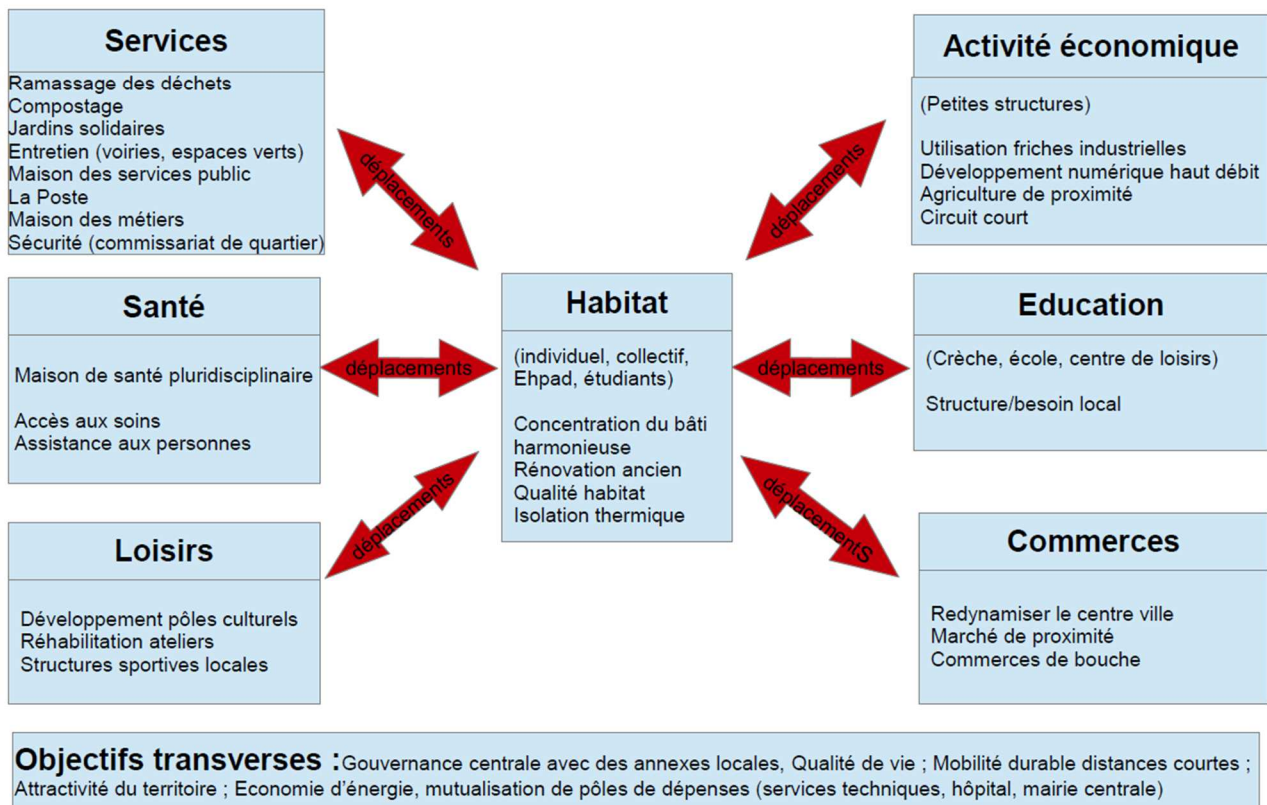 Services
Ramassage des déchets
Compostage
Jardins solidaires
Entretien (voiries, espaces verts)
Maison des services public
La Poste
Maison des métiers
Sécurité (commissariat de quartier)
déplacements
Activité économique
(Petites structures)
Utilisation friches industrielles
Développement numérique haut débit
Agriculture de proximité
Circuit court
déplacements
Santé
Maison de santé pluridisciplinaire
Accès aux soins
Assistance aux personnes
déplacements
Habitat
(individuel, collectif,
Ehpad, étudiants)
Concentration du bâti
harmonieuse
Rénovation ancien
Qualité habitat
Isolation thermique
déplacements
Education
(Crèche, école, centre de loisirs)
Structure/besoin local
Loisirs
Développement pôles culturels
Réhabilitation ateliers
Structures sportives locales
déplacements
déplacementS
Commerces
Redynamiser le centre ville
Marché de proximité
Commerces de bouche
Objectifs transverses :Gouvernance centrale avec des annexes locales, Qualité de vie ; Mobilité durable distances courtes ;
Attractivité du territoire ; Economie d'énergie, mutualisation de pôles de dépenses (services techniques, hôpital, mairie centrale)